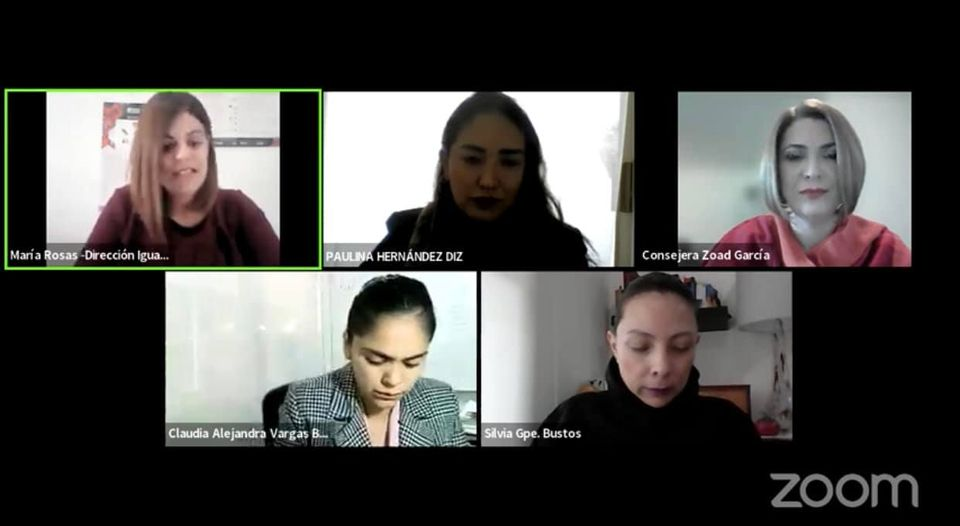 María Rosas -Dirección Igua...
PAULINA HERNÁNDEZ DIZ
Consejera Zoad García
Claudia Alejandra Vargas B...
Silvia Gpe. Bustos
zoom